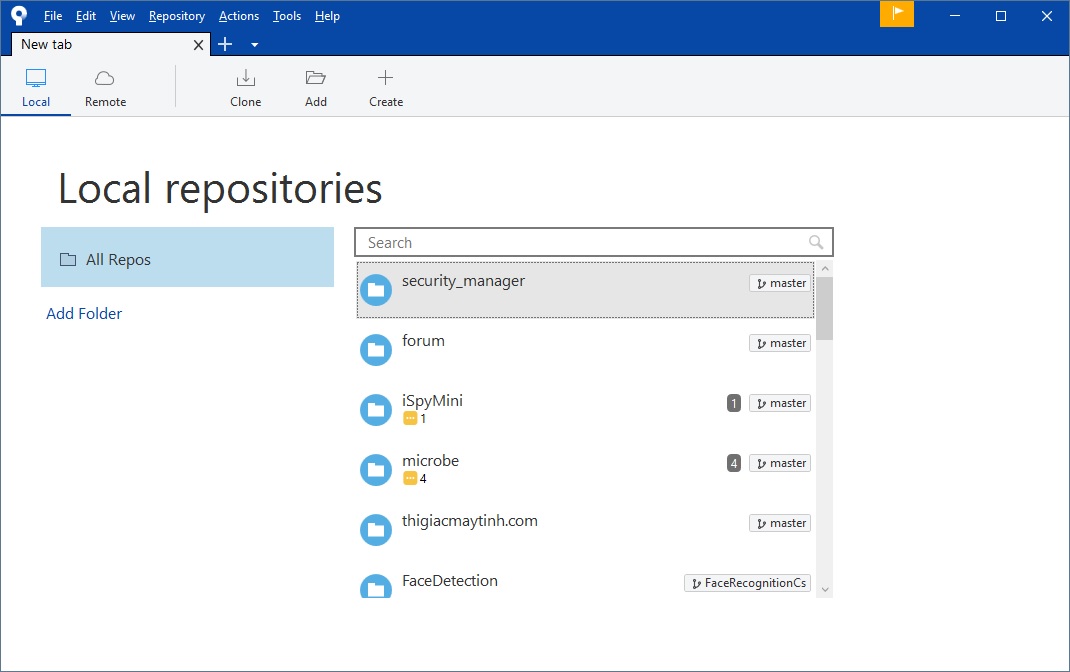 File Edit View Repository Actions Tools Help
New tab
Local Remote Clone Add Create
Local repositories
All Repos
Add Folder
Search
security_manager master
forum master
iSpyMini 1 master
1
microbe 4 master
4
thigiacmaytinh.com master
FaceDetection FaceRecognitionCs